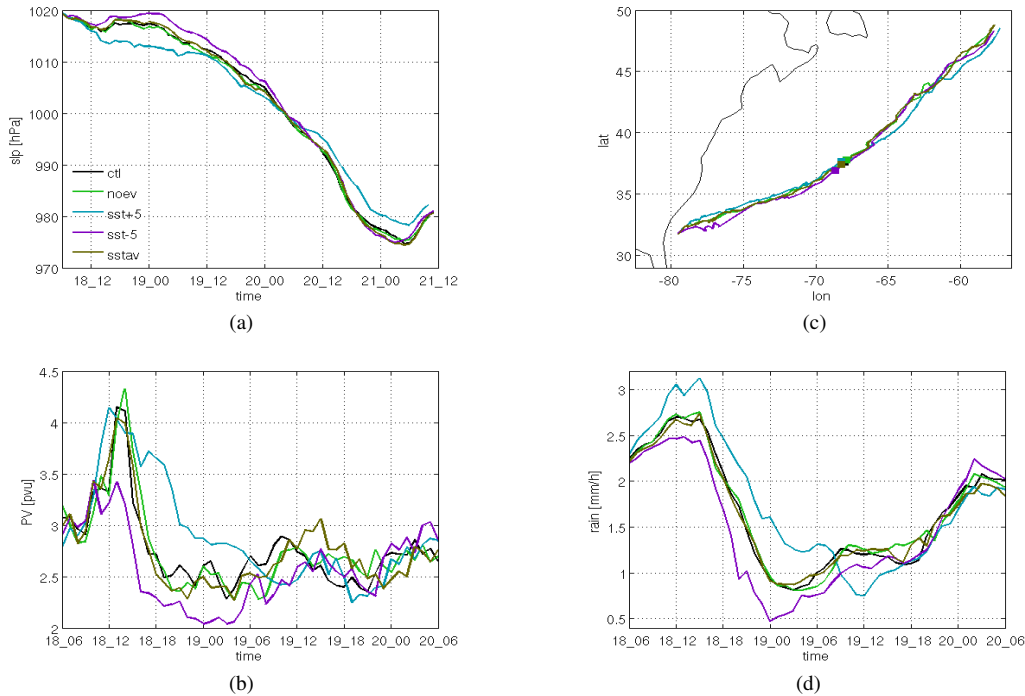 1020
1010
1000
990
980
970
slp [hPa]
ctl
noev
sst+5
sst-5
sstav
18_12 19_00 19_12 20_00 20_12 21_00 21_12
time
(a)
50
45
40
35
30
lat
-80 -75 -70 -65 -60
lon
(c)
4.5
4
3.5
3
2.5
2
PV [pvu]
18_06 18_12 18_18 19_00 19_06 19_12 19_18 20_00 20_06
time
(b)
3
2.5
2
1.5
1
0.5
rain [mm/h]
18_06 18_12 18_18 19_00 19_06 19_12 19_18 20_00 20_06
time
(d)